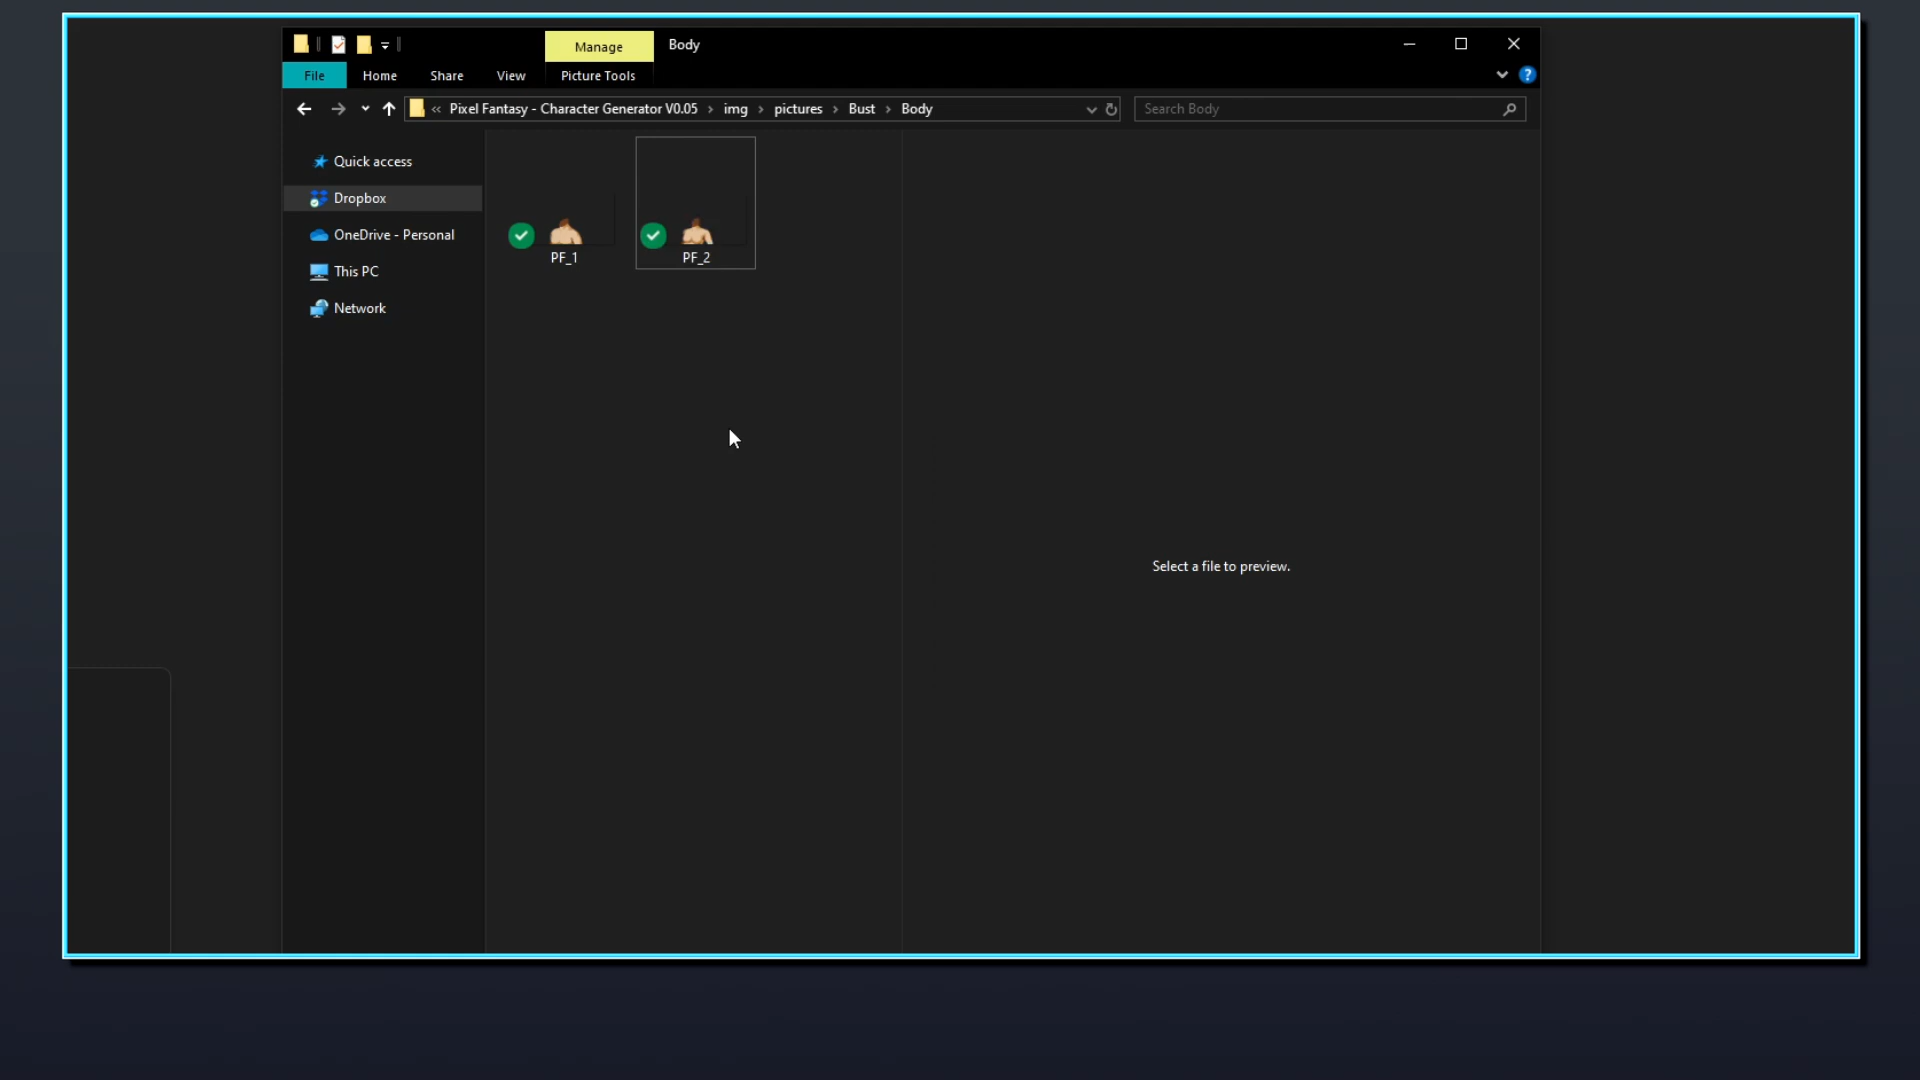 Manage
Body
File
Home
Share
View
Picture Tools
?
« Pixel Fantasy - Character Generator V0.05 › img › pictures › Bust › Body
Search Body
Quick access
Dropbox
OneDrive - Personal
This PC
Network
PF_1
PF_2
Select a file to preview.